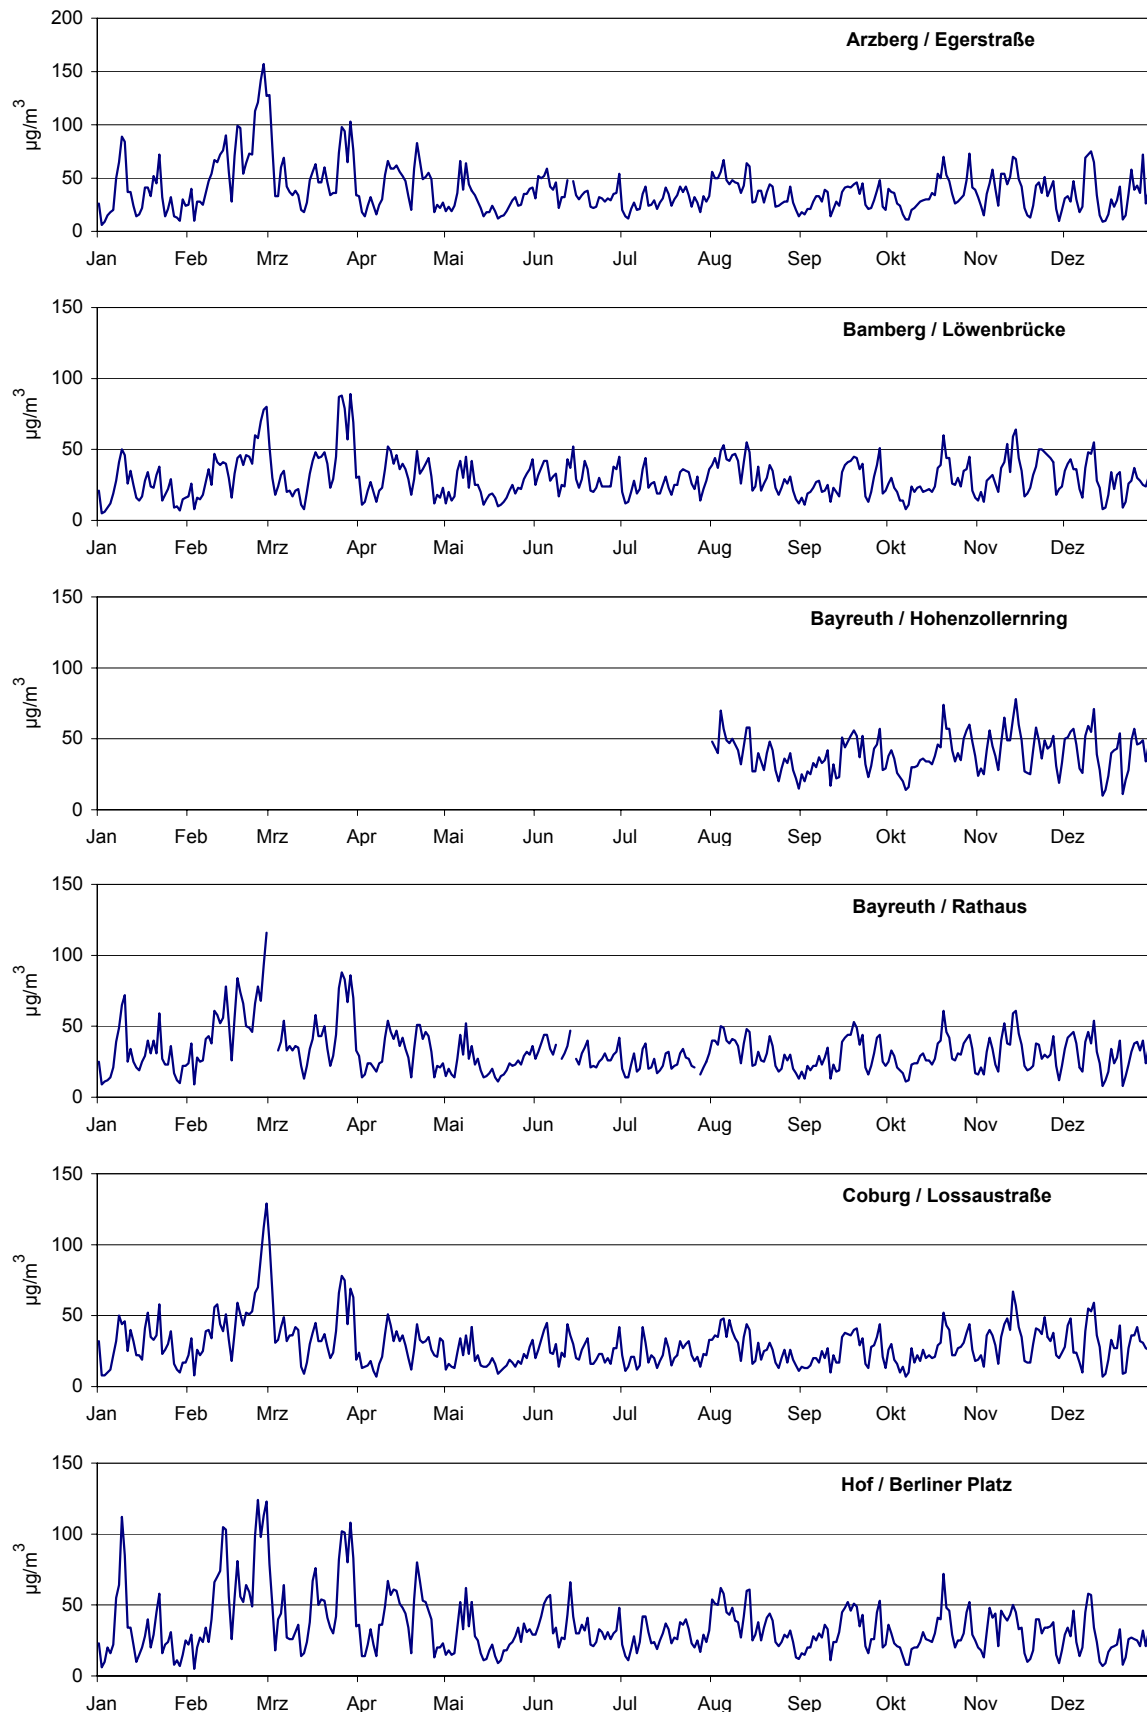 200
Arzberg / Egerstraße
150
100
50
0
µg/m³
Jan Feb Mrz Apr Mai Jun Jul Aug Sep Okt Nov Dez
150
Bamberg / Löwenbrücke
100
50
0
µg/m³
Jan Feb Mrz Apr Mai Jun Jul Aug Sep Okt Nov Dez
150
Bayreuth / Hohenzollernring
100
50
0
µg/m³
Jan Feb Mrz Apr Mai Jun Jul Aug Sep Okt Nov Dez
150
Bayreuth / Rathaus
100
50
0
µg/m³
Jan Feb Mrz Apr Mai Jun Jul Aug Sep Okt Nov Dez
150
Coburg / Lossaustraße
100
50
0
µg/m³
Jan Feb Mrz Apr Mai Jun Jul Aug Sep Okt Nov Dez
150
Hof / Berliner Platz
100
50
0
µg/m³
Jan Feb Mrz Apr Mai Jun Jul Aug Sep Okt Nov Dez